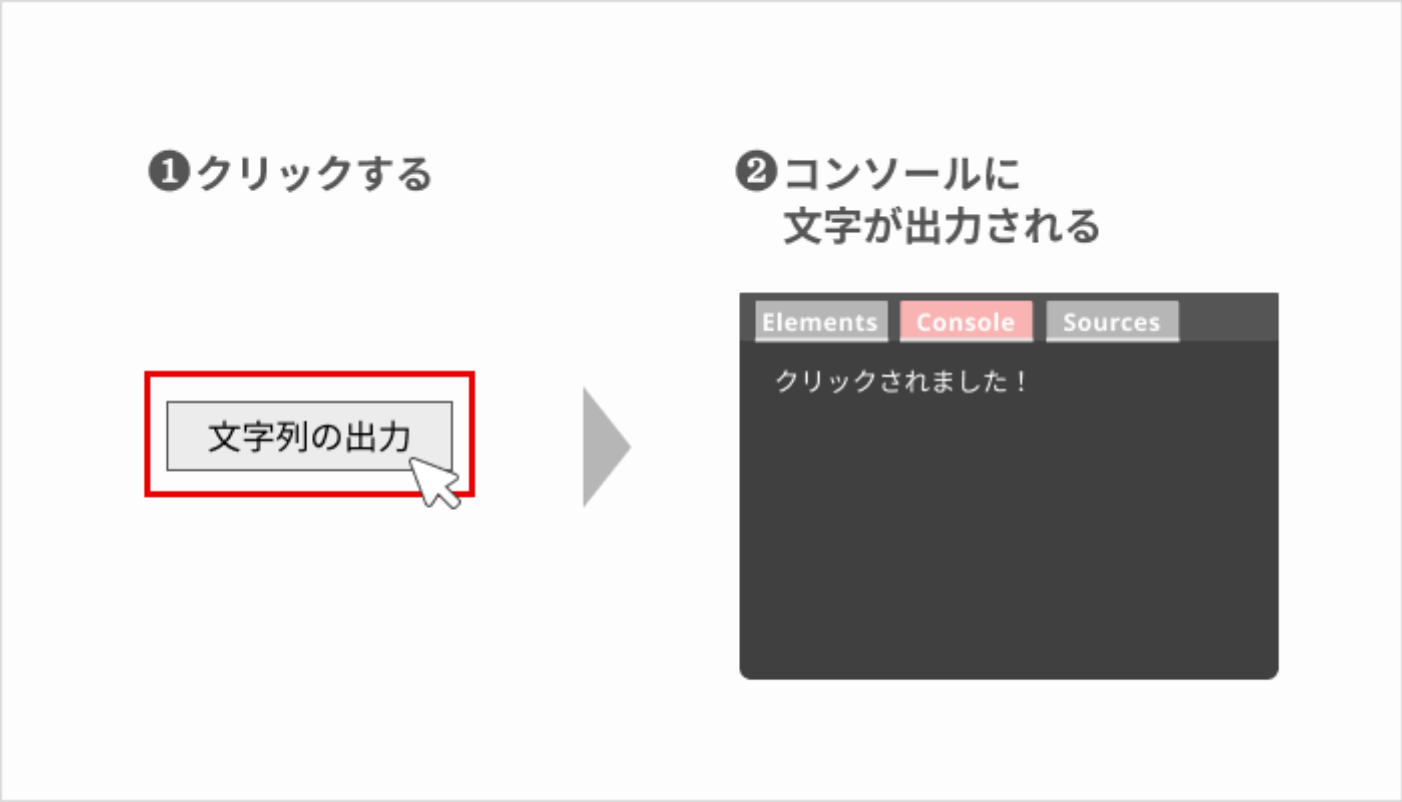 ❶クリックする
❷コンソールに
文字が出力される
文字列の出力
Elements Console Sources
クリックされました！